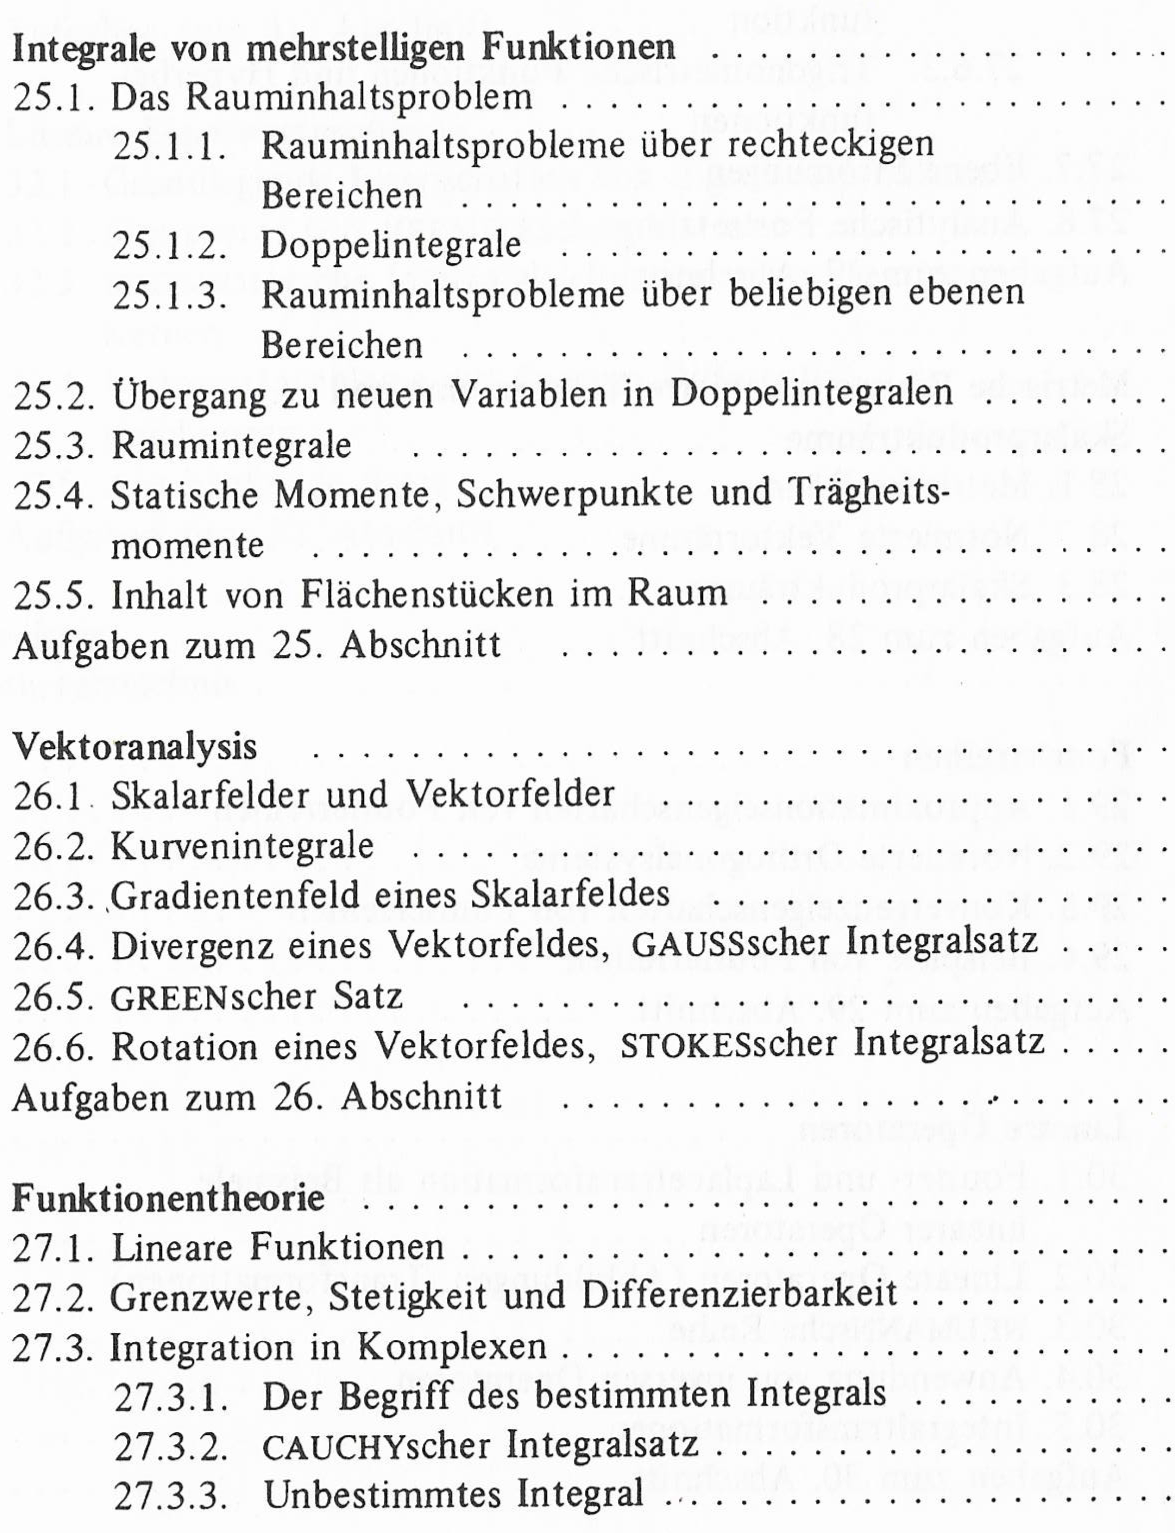 Integrale von mehrstelligen Funktionen . . . . . . . . . . . . . . . . . .
25.1. Das Rauminhaltsproblem . . . . . . . . . . . . . . . . . . . . . . . .
25.1.1. Rauminhaltsprobleme über rechteckigen
Bereichen . . . . . . . . . . . . . . . . . . . . . . . . . . . .
25.1.2. Doppelintegrale . . . . . . . . . . . . . . . . . . . . . . . .
25.1.3. Rauminhaltsprobleme über beliebigen ebenen
Bereichen . . . . . . . . . . . . . . . . . . . . . . . . . . . .
25.2. Übergang zu neuen Variablen in Doppelintegralen . . . . . . . .
25.3. Raumintegrale . . . . . . . . . . . . . . . . . . . . . . . . . . . . . .
25.4. Statische Momente, Schwerpunkte und Trägheits-
momente . . . . . . . . . . . . . . . . . . . . . . . . . . . . . . . . . .
25.5. Inhalt von Flächenstücken im Raum . . . . . . . . . . . . . . . .
Aufgaben zum 25. Abschnitt . . . . . . . . . . . . . . . . . . . . . . . .
Vektoranalysis . . . . . . . . . . . . . . . . . . . . . . . . . . . . . . . . . .
26.1. Skalarfelder und Vektorfelder . . . . . . . . . . . . . . . . . . . .
26.2. Kurvenintegrale . . . . . . . . . . . . . . . . . . . . . . . . . . . . . .
26.3. Gradientenfeld eines Skalarfeldes
26.4. Divergenz eines Vektorfeldes, GAUSSscher Integralsatz . . . . .
26.5. GREENscher Satz . . . . . . . . . . . . . . . . . . . . . . . . . . . .
26.6. Rotation eines Vektorfeldes, STOKESscher Integralsatz . . . . .
Aufgaben zum 26. Abschnitt . . . . . . . . . . . . . . . . . . . . . . . .
Funktionentheorie . . . . . . . . . . . . . . . . . . . . . . . . . . . . . . . .
27.1. Lineare Funktionen . . . . . . . . . . . . . . . . . . . . . . . . . . . .
27.2. Grenzwerte, Stetigkeit und Differenzierbarkeit . . . . . . . . . . .
27.3. Integration in Komplexen . . . . . . . . . . . . . . . . . . . . . . . .
27.3.1. Der Begriff des bestimmten Integrals . . . . . . . . . . .
27.3.2. CAUCHYscher Integralsatz . . . . . . . . . . . . . . . . . .
27.3.3. Unbestimmtes Integral . . . . . . . . . . . . . . . . . . . .